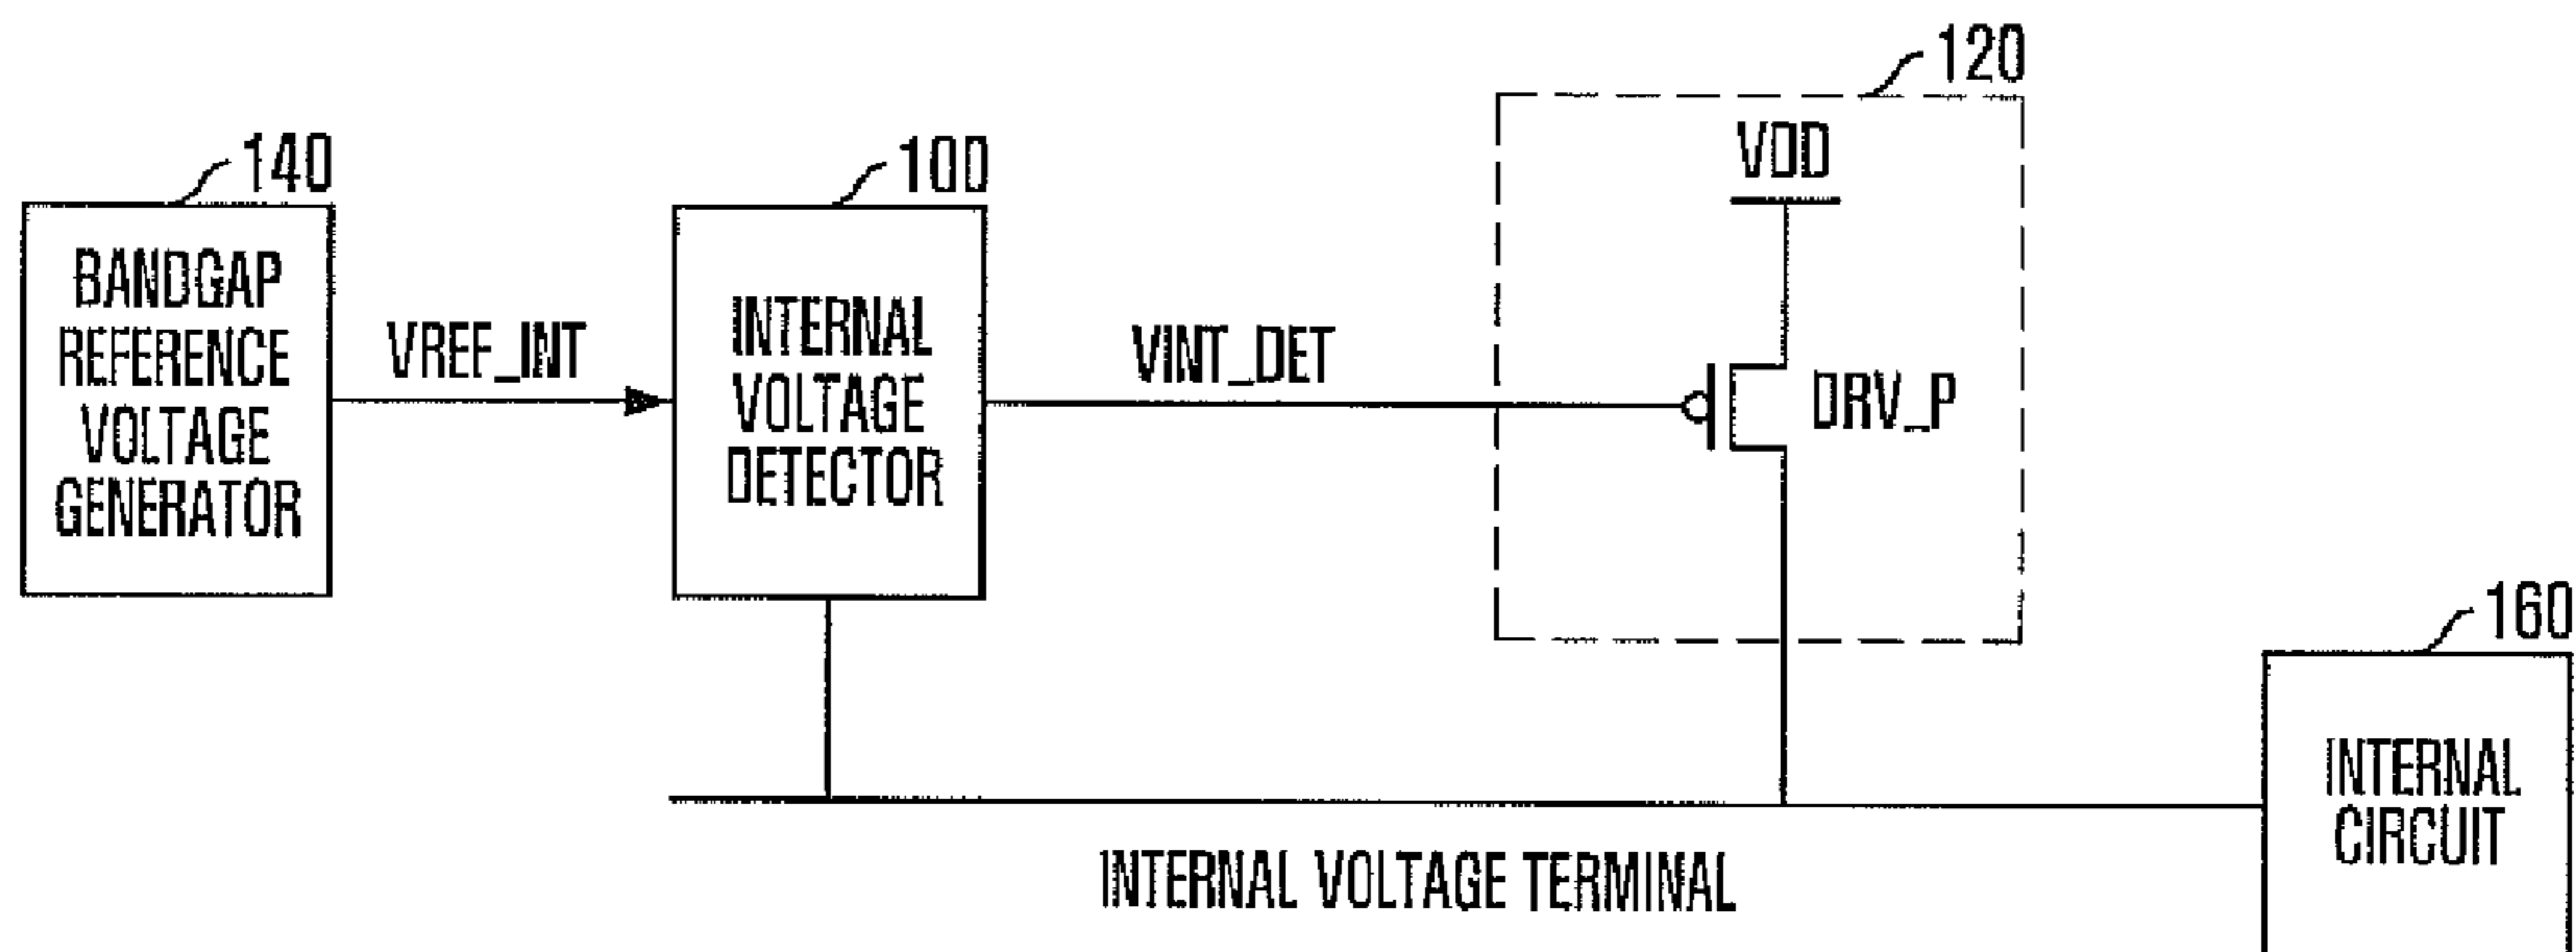 120
VDD
140
100
BANDGAP
REFERENCE
VOLTAGE
GENERATOR
VREF_INT
INTERNAL
VOLTAGE
DETECTOR
VINT_DET
DRV_P
160
INTERNAL
CIRCUIT
INTERNAL VOLTAGE TERMINAL